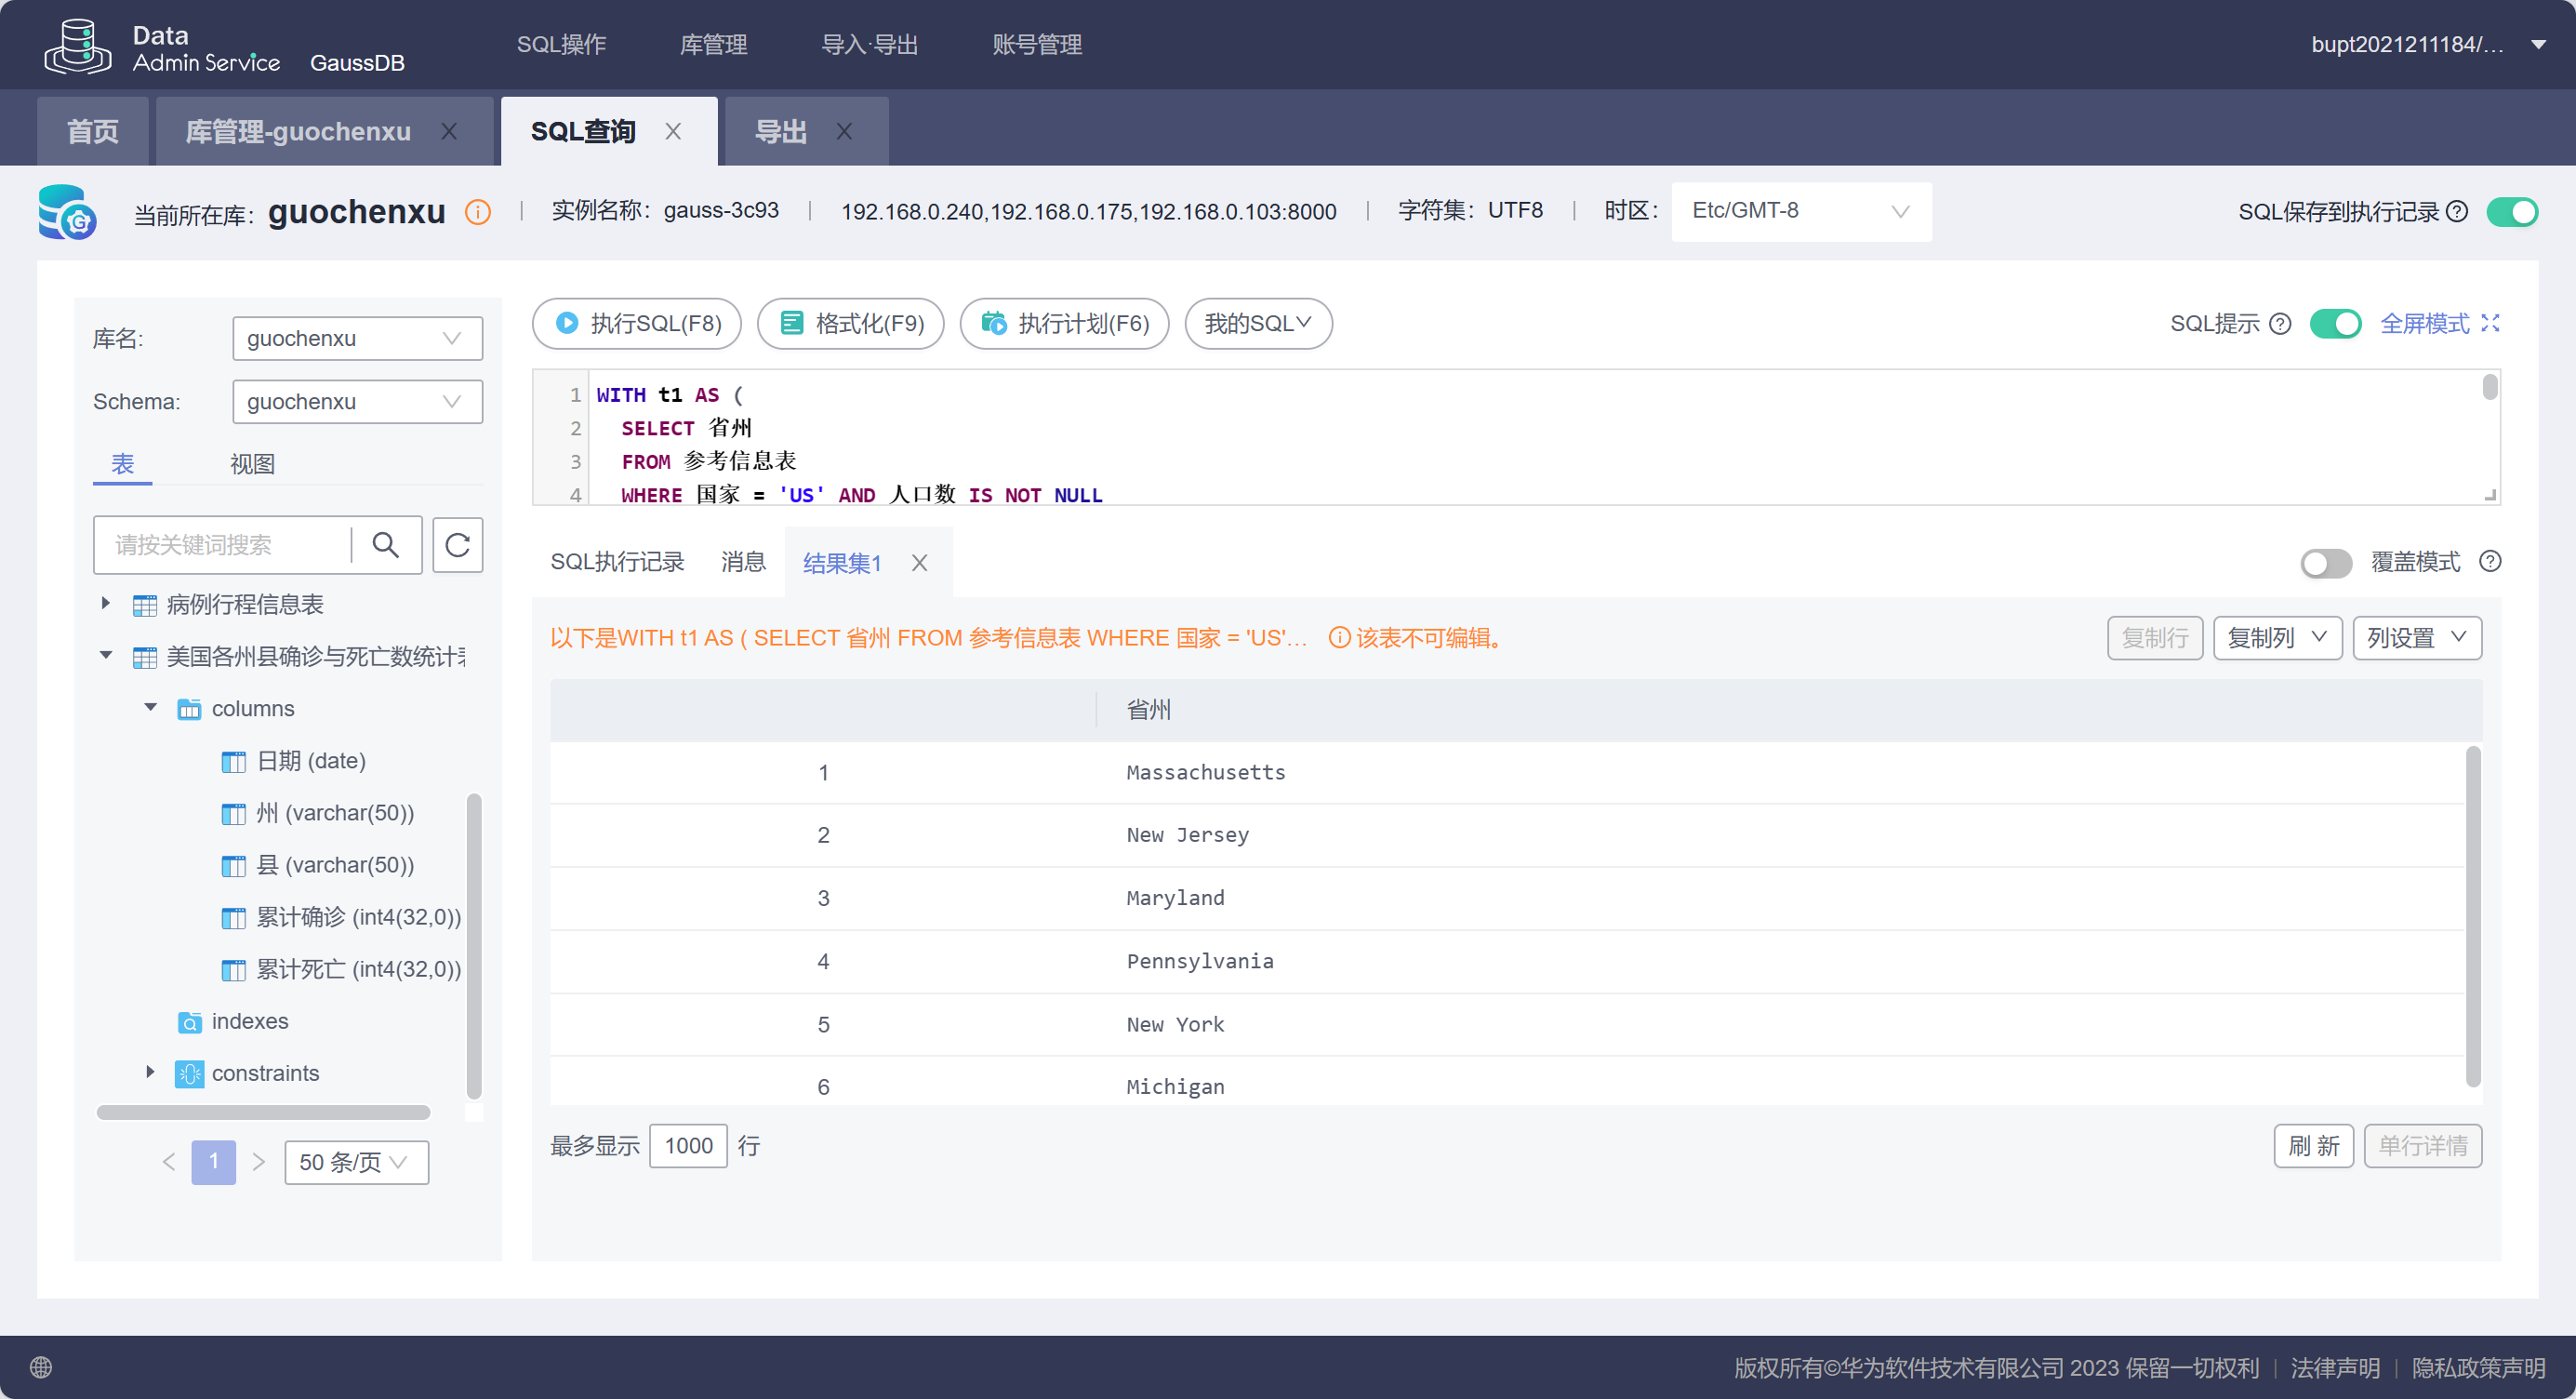 Data
Admin Service GaussDB SQL操作 库管理 导入·导出 账号管理 bupt2021211184/...
首页 库管理-guochenxu SQL查询 导出
当前所在库： guochenxu 实例名称：gauss-3c93 192.168.0.240,192.168.0.175,192.168.0.103:8000 字符集：UTF8 时区： Etc/GMT-8 SQL保存到执行记录
库名: guochenxu
Schema: guochenxu
表 视图
请按关键词搜索
病例行程信息表
美国各州县确诊与死亡数统计
columns
日期 (date)
州 (varchar(50))
县 (varchar(50))
累计确诊 (int4(32,0))
累计死亡 (int4(32,0))
indexes
constraints
1 50 条/页
执行SQL(F8) 格式化(F9) 执行计划(F6) 我的SQL SQL提示 全屏模式
1 WITH t1 AS (
2 SELECT 省州
3 FROM 参考信息表
4 WHERE 国家 = 'US' AND 人口数 IS NOT NULL
SQL执行记录 消息 结果集1 覆盖模式
以下是WITH t1 AS ( SELECT 省州 FROM 参考信息表 WHERE 国家 = 'US'... 该表不可编辑。 复制行 复制列 列设置
省州
1 Massachusetts
2 New Jersey
3 Maryland
4 Pennsylvania
5 New York
6 Michigan
最多显示 1000 行 刷 新 单行详情
版权所有©华为软件技术有限公司 2023 保留一切权利 | 法律声明 | 隐私政策声明